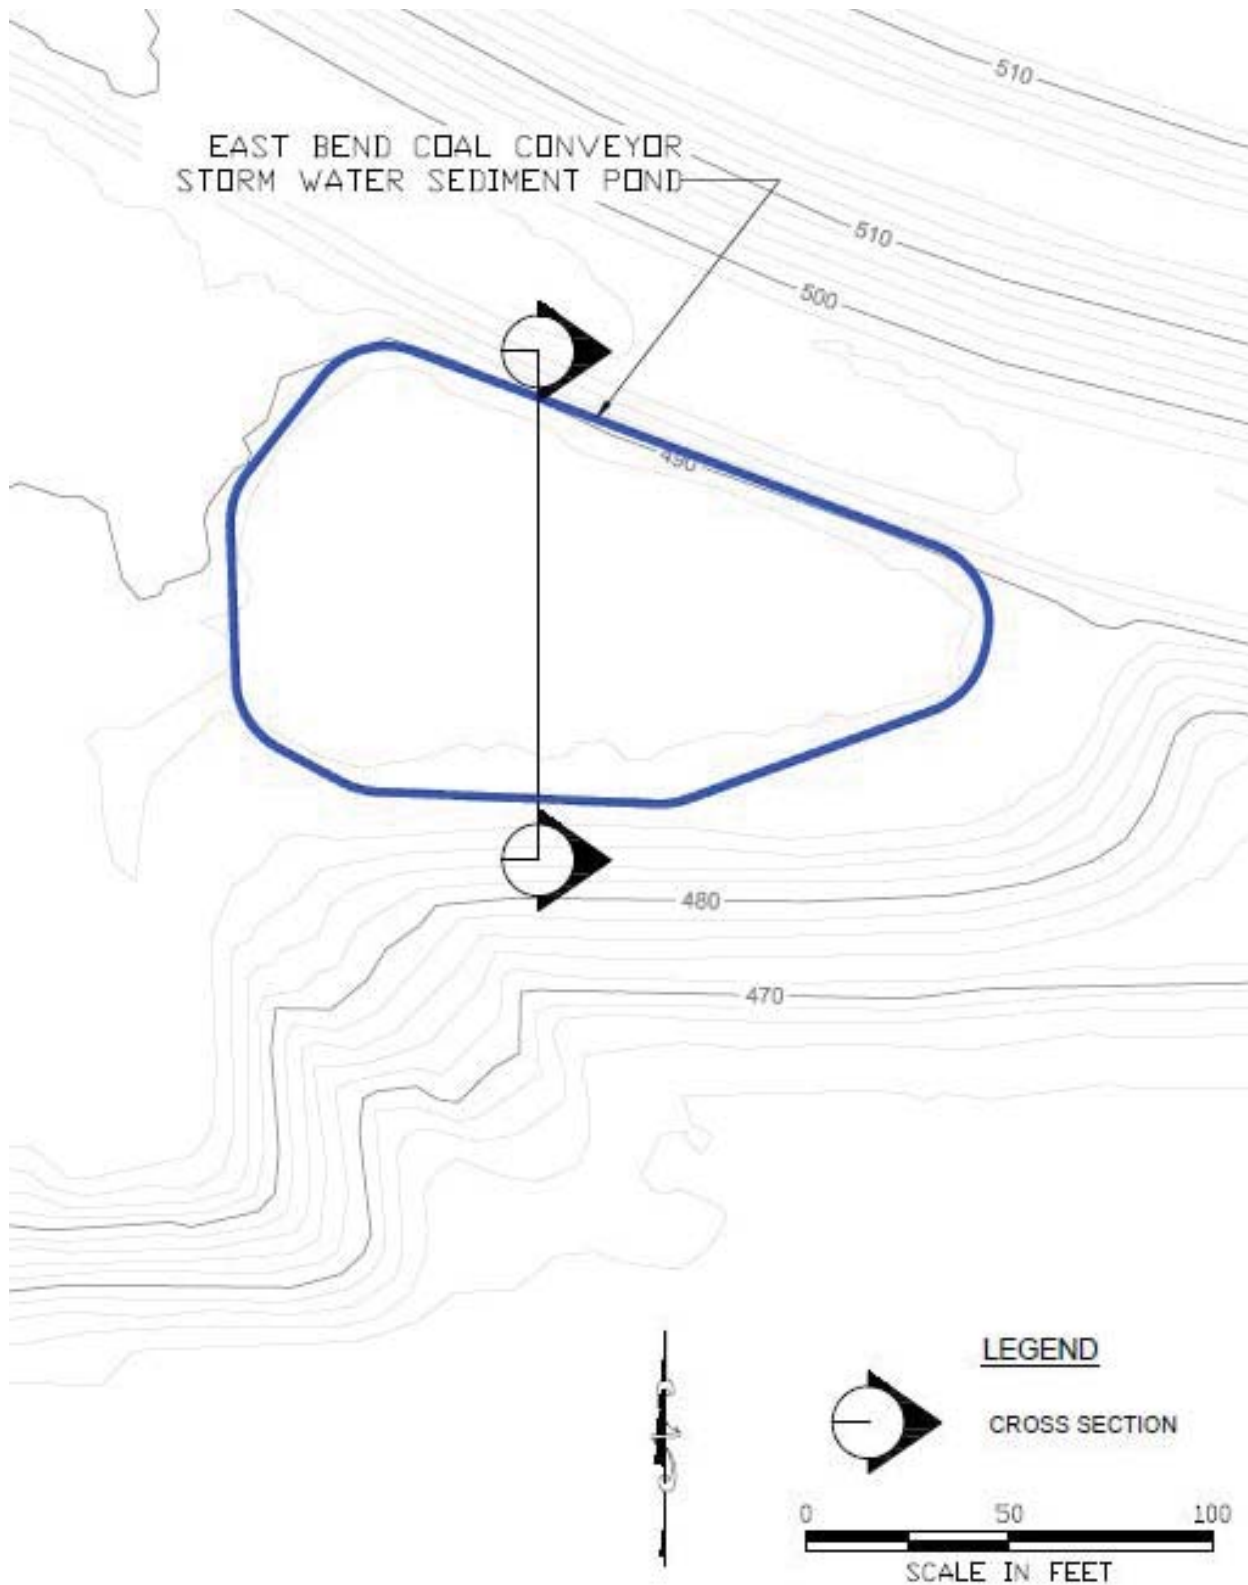 510
EAST BEND COAL CONVEYOR
STORM WATER SEDIMENT POND
510
500
490
480
470
LEGEND
CROSS SECTION
0 50 100
SCALE IN FEET